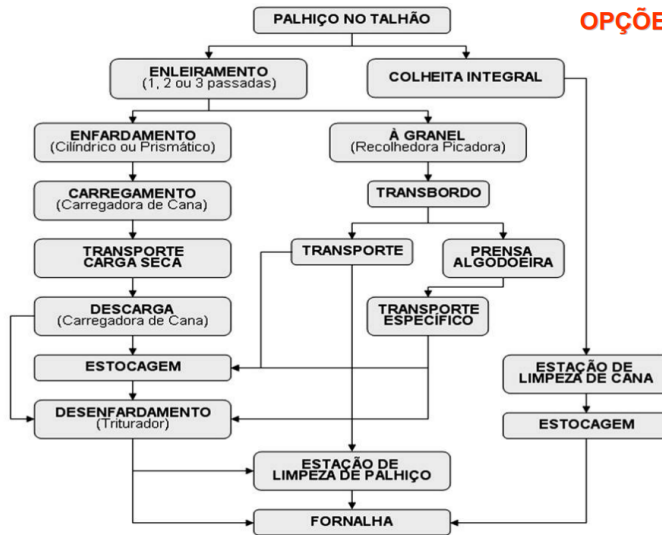 PALHIÇO NO TALHÃO
OPÇÕE
ENLEIRAMENTO
(1, 2 ou 3 passadas)
COLHEITA INTEGRAL
ENFARDAMENTO
(Cilíndrico ou Prismático)
À GRANEL
(Recolhedora Picadora)
CARREGAMENTO
(Carregadora de Cana)
TRANSBORDO
TRANSPORTE
CARGA SECA
TRANSPORTE
PRENSA
ALGODOEIRA
DESCARGA
(Carregadora de Cana)
TRANSPORTE
ESPECÍFICO
ESTOCAGEM
ESTAÇÃO DE
LIMPEZA DE CANA
DESENFARDAMENTO
(Triturador)
ESTOCAGEM
ESTAÇÃO DE
LIMPEZA DE PALHIÇO
FORNALHA